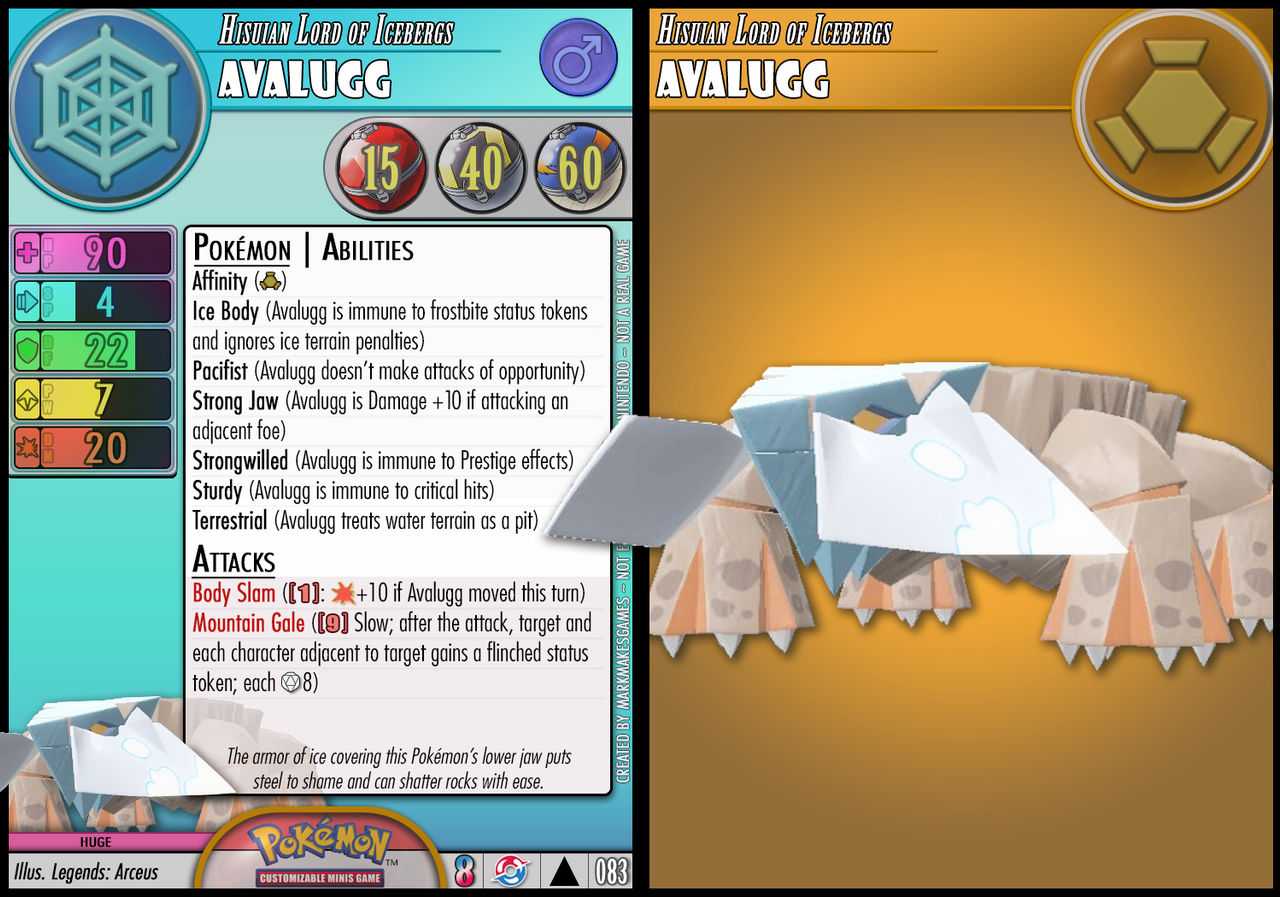 Hisuian Lord of Icebergs
AVALUGG
15 40 60
HP 90
SP 4
DF 22
PW 7
DM 20
Pokémon | Abilities
Affinity ( )
Ice Body (Avalugg is immune to frostbite status tokens
and ignores ice terrain penalties)
Pacifist (Avalugg doesn't make attacks of opportunity)
Strong Jaw (Avalugg is Damage +10 if attacking an
adjacent foe)
Strongwilled (Avalugg is immune to Prestige effects)
Sturdy (Avalugg is immune to critical hits)
Terrestrial (Avalugg treats water terrain as a pit)
Attacks
Body Slam ([1]: +10 if Avalugg moved this turn)
Mountain Gale ([9] Slow; after the attack, target and
each character adjacent to target gains a flinched status
token; each 8)
The armor of ice covering this Pokémon's lower jaw puts
steel to shame and can shatter rocks with ease.
CREATED BY MARKMAKESGAMES – NOT
NINTENDO – NOT A REAL GAME
HUGE
Illus. Legends: Arceus
POKéMON™
CUSTOMIZABLE MINIS GAME
8
083
Hisuian Lord of Icebergs
AVALUGG